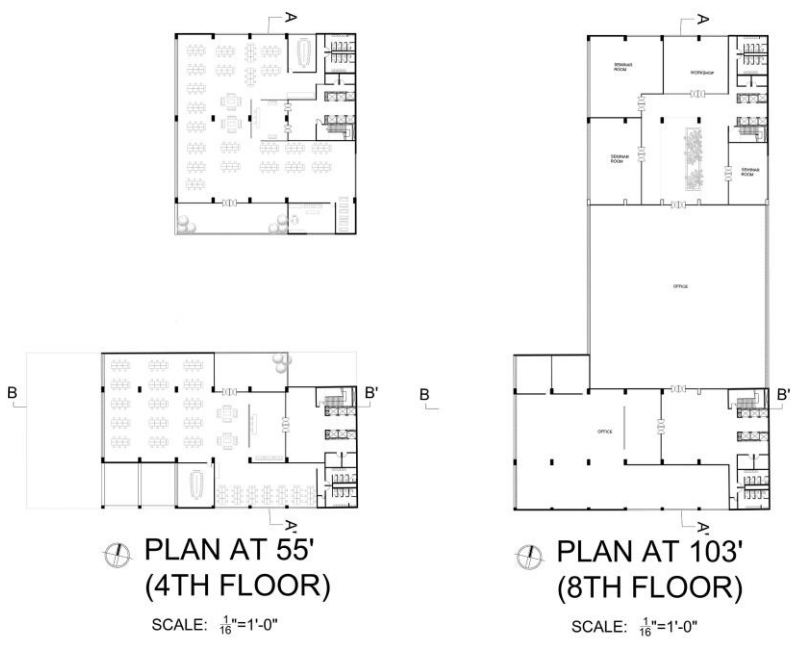 A
SEMINAR
ROOM
WORKSHOP
SEMINAR
ROOM
SEMINAR
ROOM
OFFICE
OFFICE
B
B'
A'
PLAN AT 55'
(4TH FLOOR)
SCALE: 1/16"=1'-0"
A
B
B'
A'
PLAN AT 103'
(8TH FLOOR)
SCALE: 1/16"=1'-0"